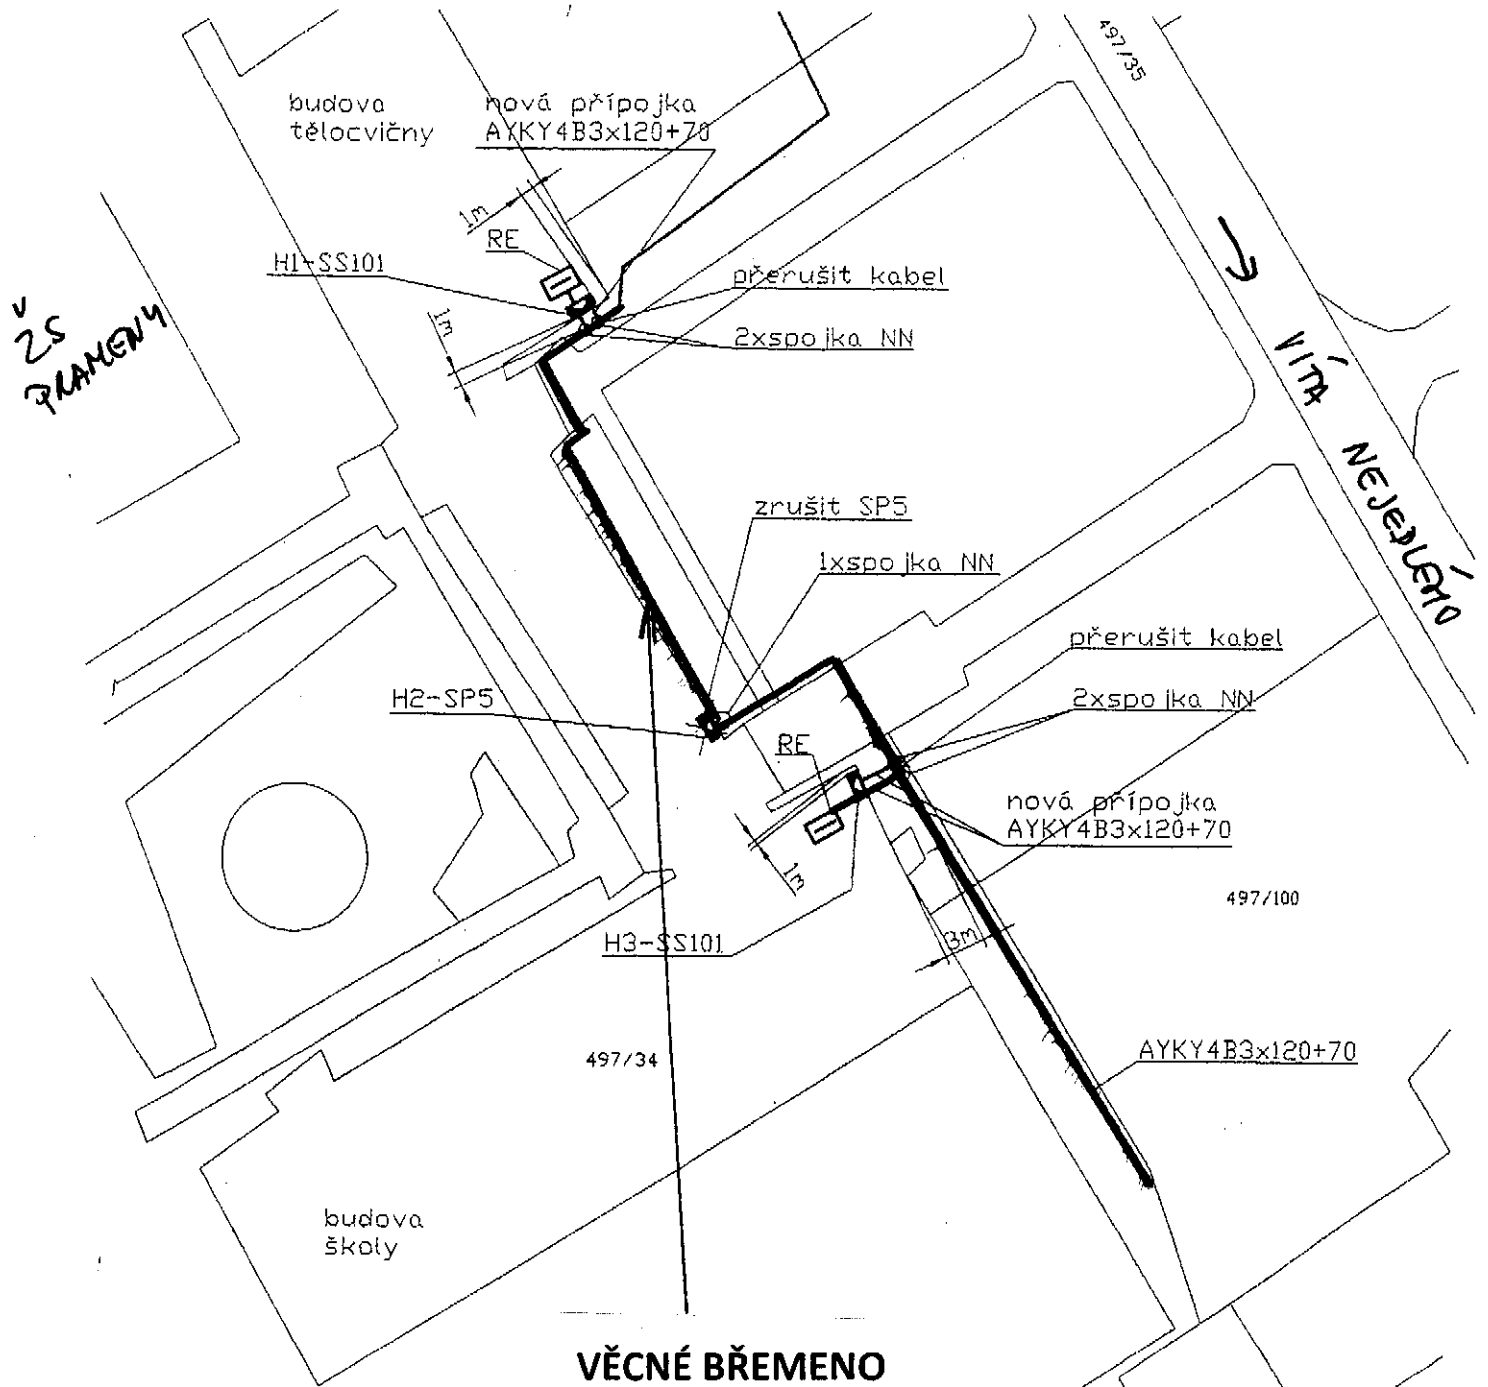 497/35
budova
tělocvičny
nová přípojka
AYKY4B3x120+70
1m
RE
H1-SS101
přerušit kabel
2xspojka NN
1m
ZŠ
PRAMENY
VÍTA
NEJEDLÉHO
zrušit SP5
1xspojka NN
přerušit kabel
2xspojka NN
H2-SP5
RE
nová přípojka
AYKY4B3x120+70
1m
497/100
H3-SS101
3m
497/34
AYKY4B3x120+70
budova
školy
VĚCNÉ BŘEMENO